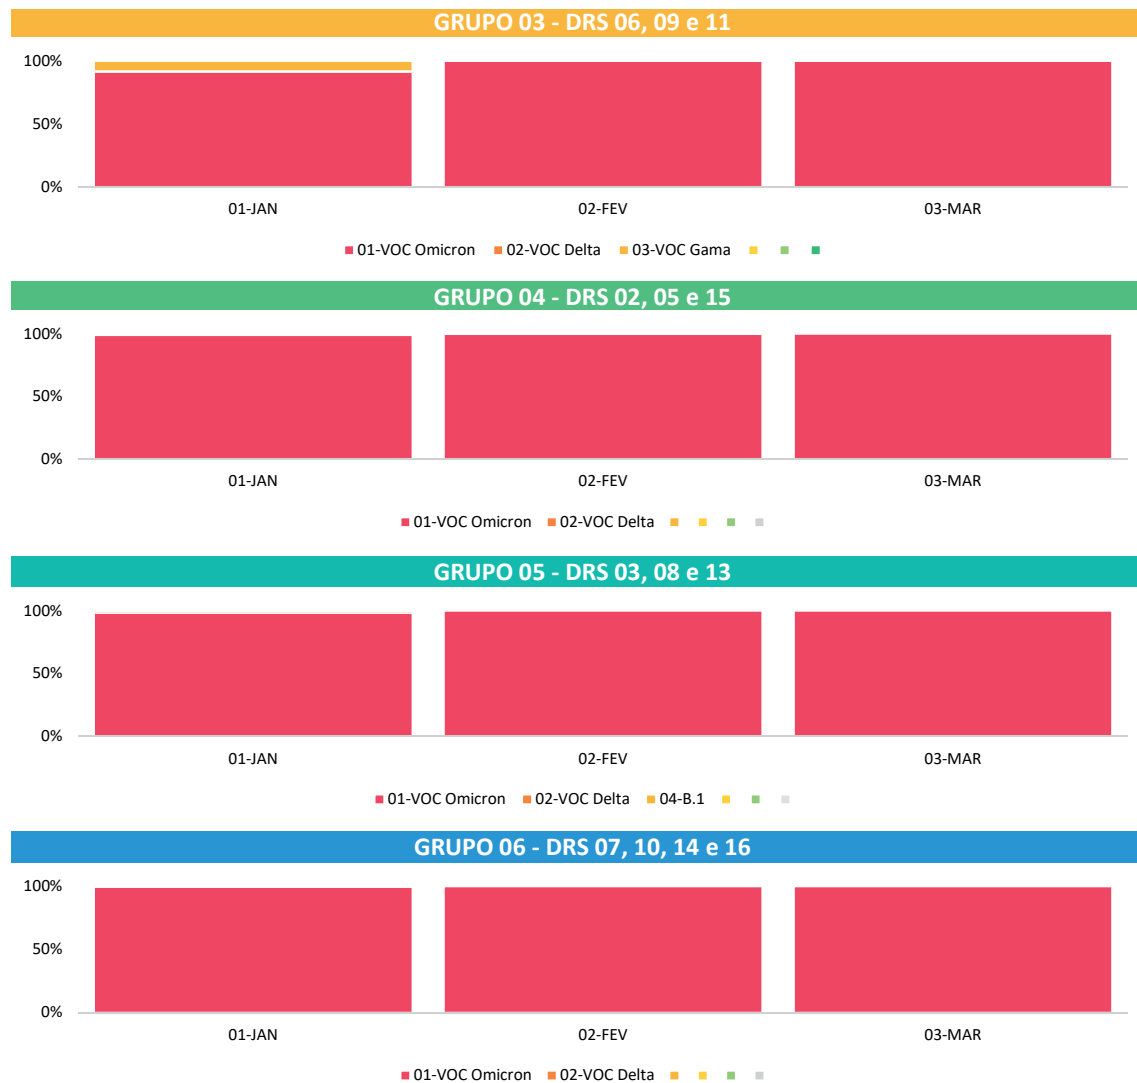 GRUPO 03 - DRS 06, 09 e 11
100%
50%
0%
01-JAN 02-FEV 03-MAR
01-VOC Omicron 02-VOC Delta 03-VOC Gama
GRUPO 04 - DRS 02, 05 e 15
100%
50%
0%
01-JAN 02-FEV 03-MAR
01-VOC Omicron 02-VOC Delta
GRUPO 05 - DRS 03, 08 e 13
100%
50%
0%
01-JAN 02-FEV 03-MAR
01-VOC Omicron 02-VOC Delta 04-B.1
GRUPO 06 - DRS 07, 10, 14 e 16
100%
50%
0%
01-JAN 02-FEV 03-MAR
01-VOC Omicron 02-VOC Delta